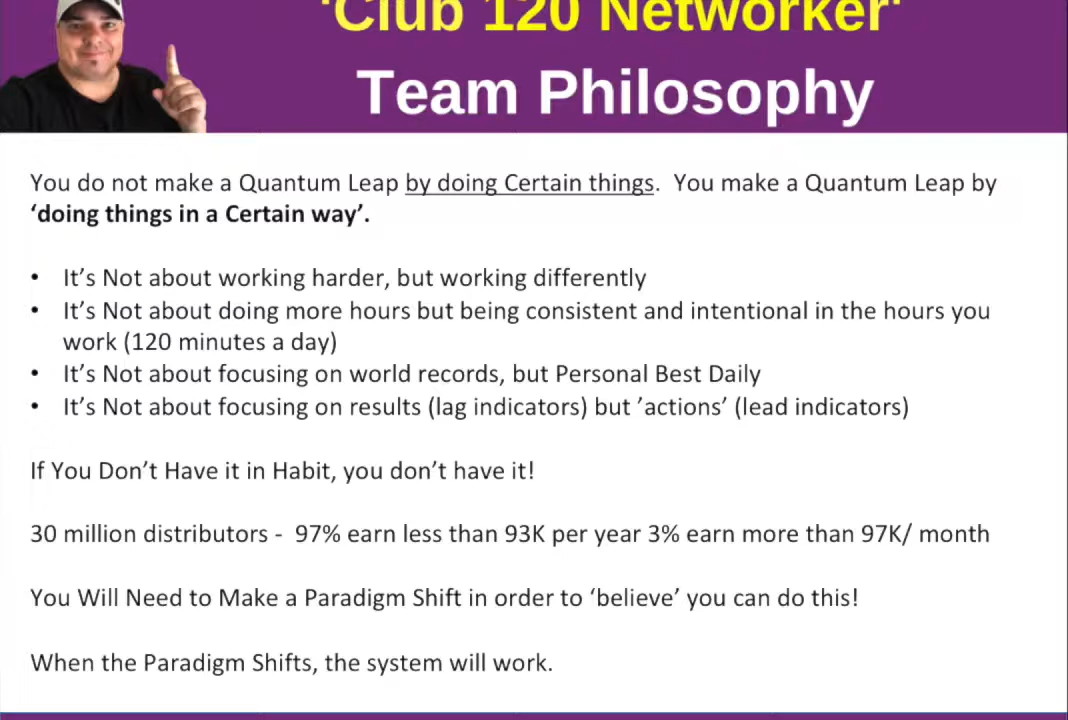 'Club 120 Networker'
Team Philosophy
You do not make a Quantum Leap by doing Certain things.  You make a Quantum Leap by
‘doing things in a Certain way’.
• It’s Not about working harder, but working differently
• It’s Not about doing more hours but being consistent and intentional in the hours you
work (120 minutes a day)
• It’s Not about focusing on world records, but Personal Best Daily
• It’s Not about focusing on results (lag indicators) but ’actions’ (lead indicators)
If You Don’t Have it in Habit, you don’t have it!
30 million distributors -  97% earn less than 93K per year 3% earn more than 97K/ month
You Will Need to Make a Paradigm Shift in order to ‘believe’ you can do this!
When the Paradigm Shifts, the system will work.